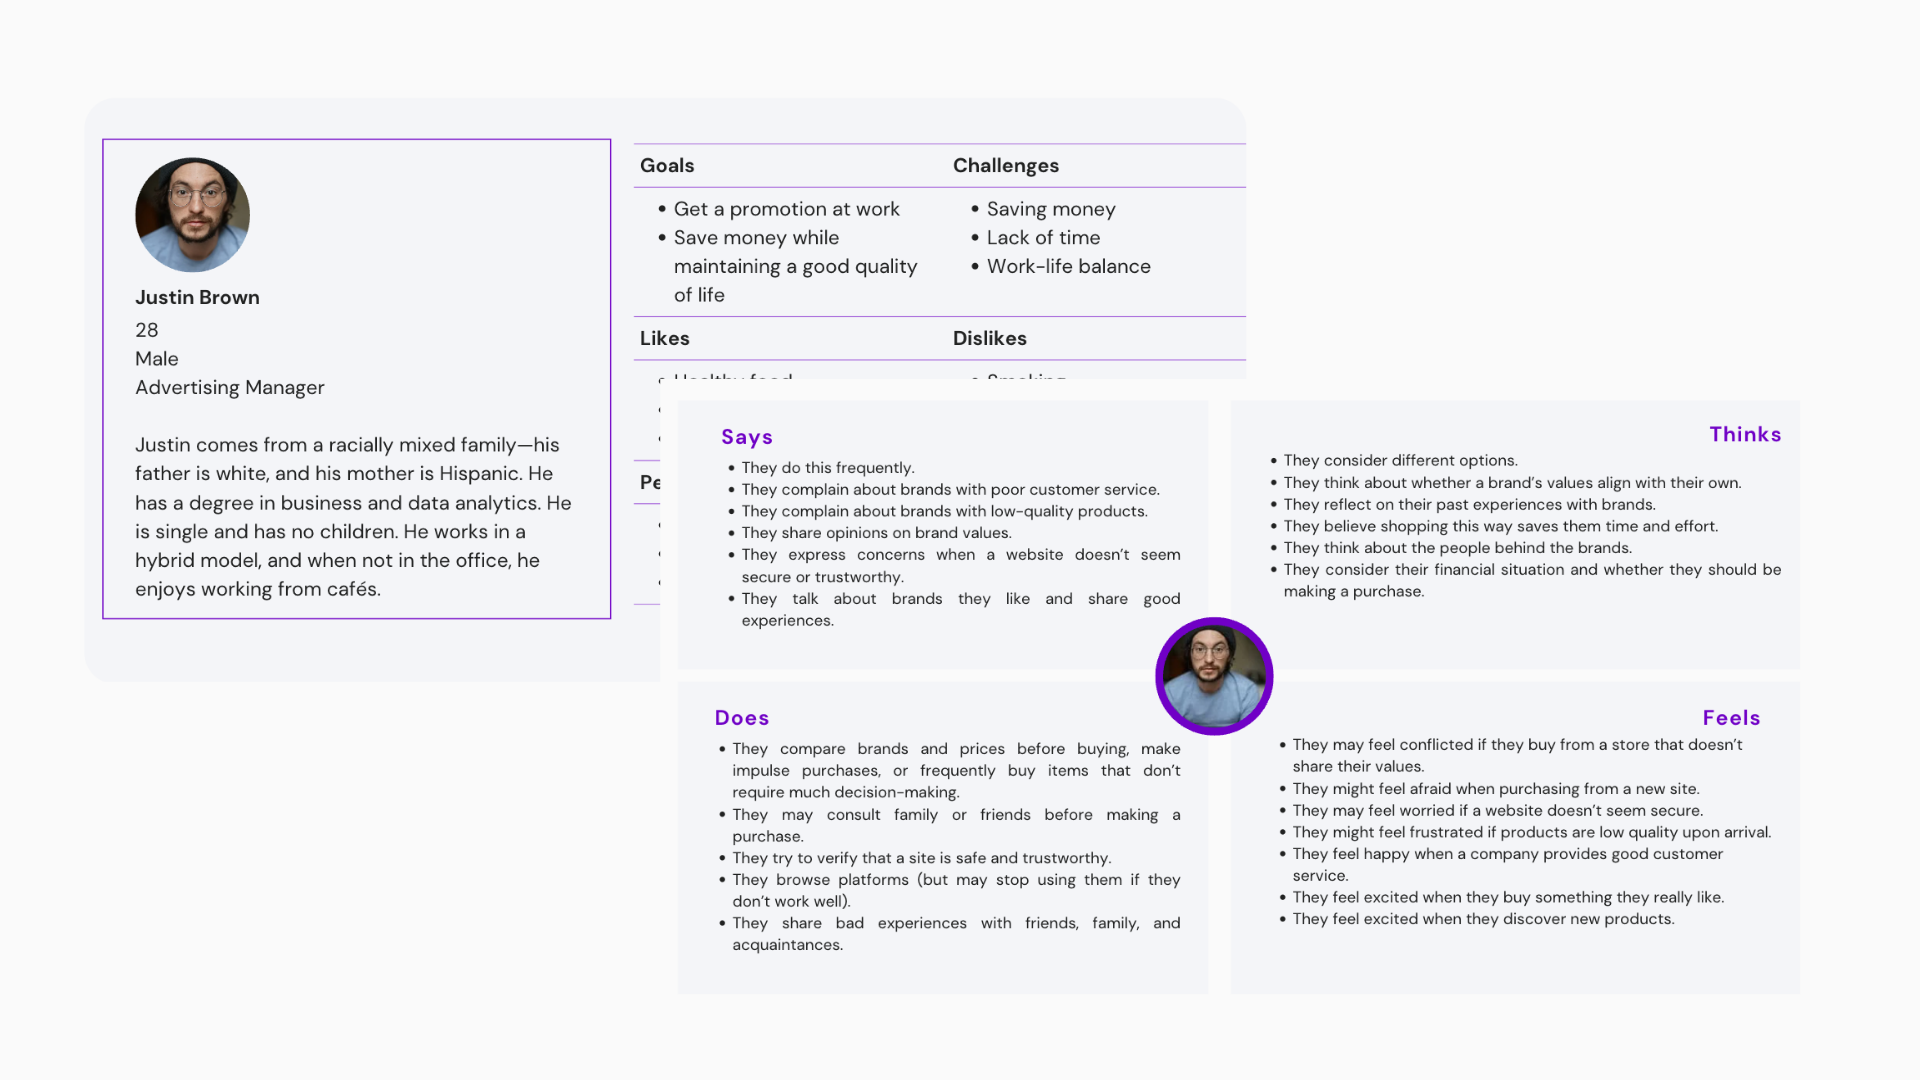 Justin Brown
28
Male
Advertising Manager
Justin comes from a racially mixed family—his
father is white, and his mother is Hispanic. He
has a degree in business and data analytics. He
is single and has no children. He works in a
hybrid model, and when not in the office, he
enjoys working from cafés.
Goals
• Get a promotion at work
• Save money while
maintaining a good quality
of life
Challenges
• Saving money
• Lack of time
• Work-life balance
Likes
Dislikes
• Healthy food
• Smoking
Pe
Says
• They do this frequently.
• They complain about brands with poor customer service.
• They complain about brands with low-quality products.
• They share opinions on brand values.
• They express concerns when a website doesn't seem
secure or trustworthy.
• They talk about brands they like and share good
experiences.
Thinks
• They consider different options.
• They think about whether a brand's values align with their own.
• They reflect on their past experiences with brands.
• They believe shopping this way saves them time and effort.
• They think about the people behind the brands.
• They consider their financial situation and whether they should be
making a purchase.
Does
• They compare brands and prices before buying, make
impulse purchases, or frequently buy items that don't
require much decision-making.
• They may consult family or friends before making a
purchase.
• They try to verify that a site is safe and trustworthy.
• They browse platforms (but may stop using them if they
don't work well).
• They share bad experiences with friends, family, and
acquaintances.
Feels
• They may feel conflicted if they buy from a store that doesn't
share their values.
• They might feel afraid when purchasing from a new site.
• They may feel worried if a website doesn't seem secure.
• They might feel frustrated if products are low quality upon arrival.
• They feel happy when a company provides good customer
service.
• They feel excited when they buy something they really like.
• They feel excited when they discover new products.